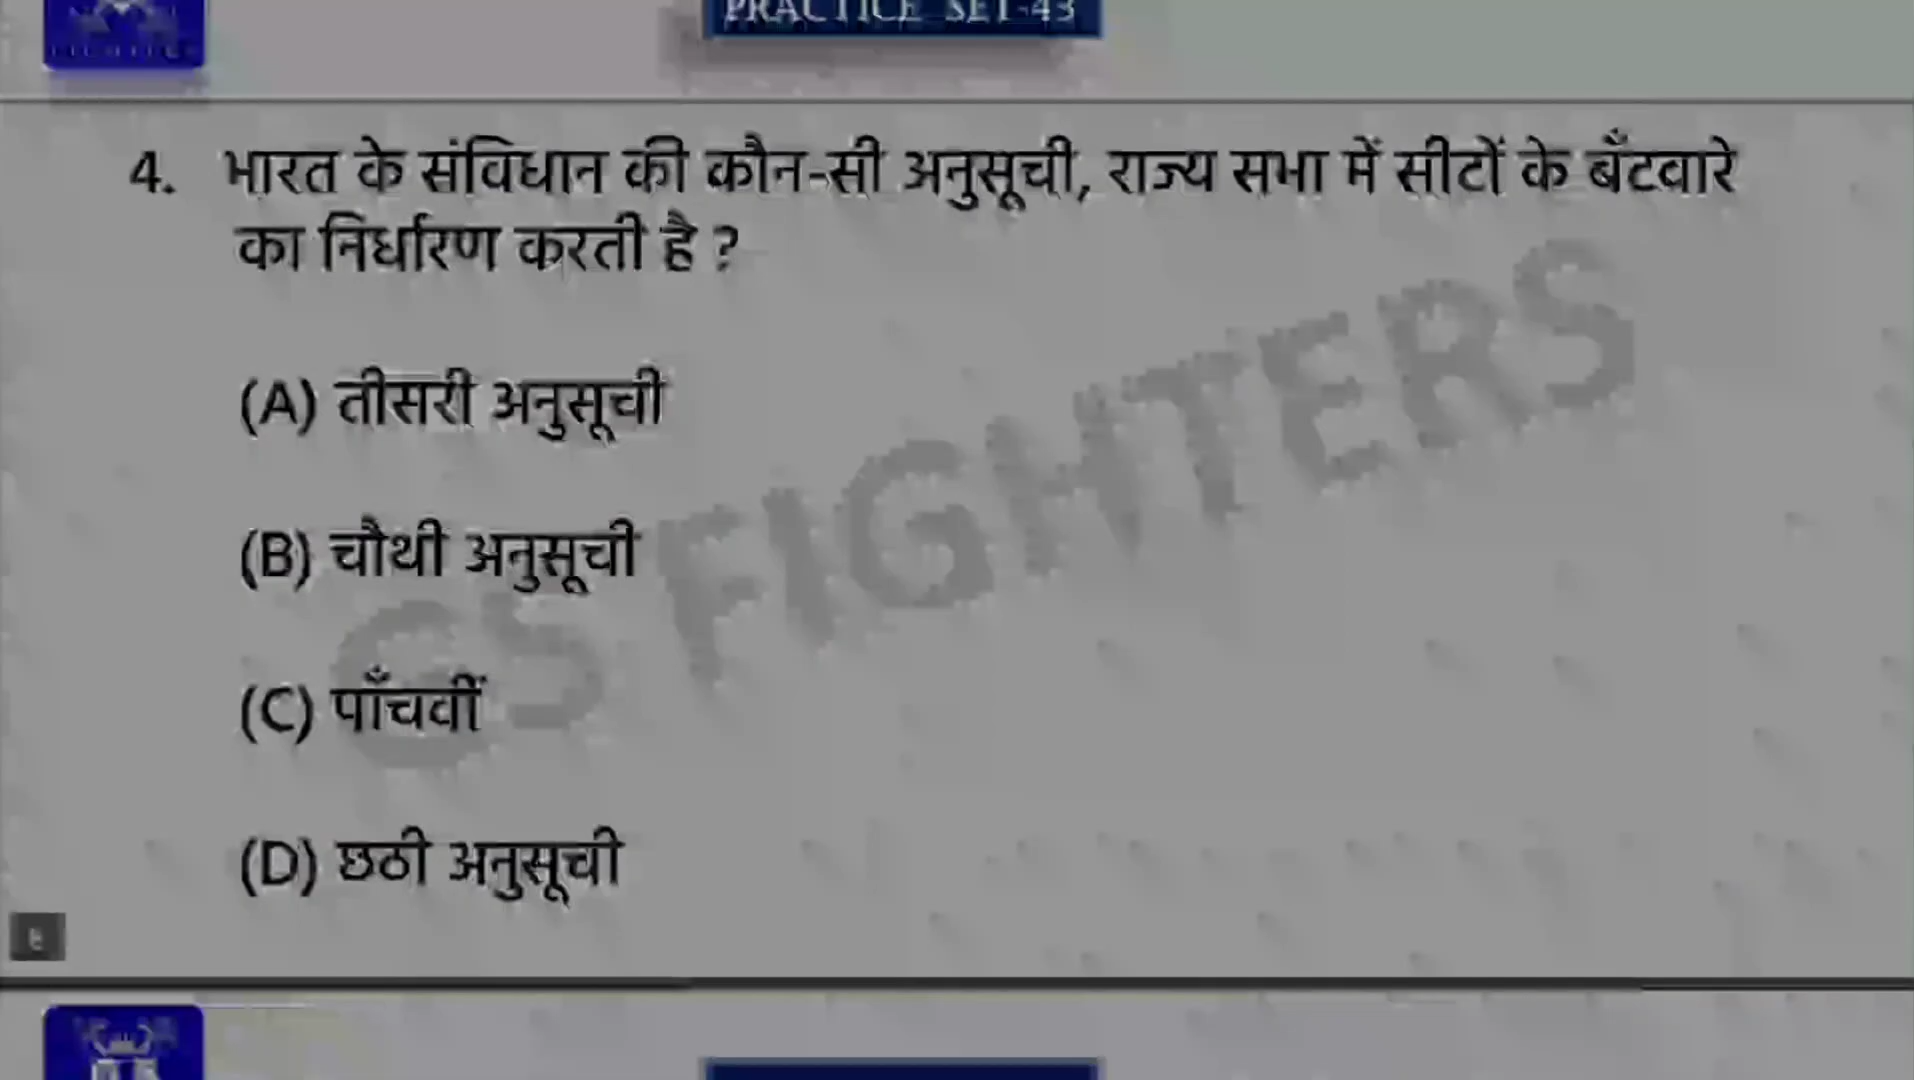 PRACTICE SET-43
4. भारत के संविधान की कौन-सी अनुसूची, राज्य सभा में सीटों के बँटवारे
का निर्धारण करती है ?
(A) तीसरी अनुसूची
(B) चौथी अनुसूची
(C) पाँचवीं
(D) छठी अनुसूची
GS FIGHTERS